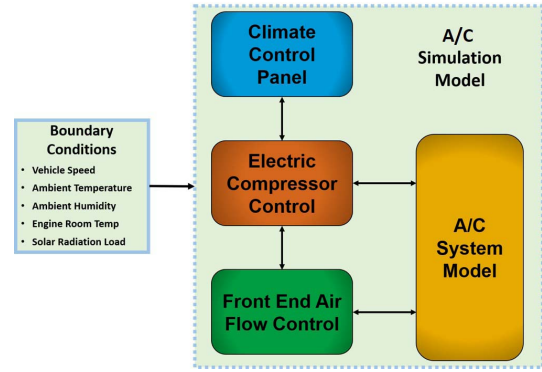 Climate
Control
Panel
A/C
Simulation
Model
Boundary
Conditions
• Vehicle Speed
• Ambient Temperature
• Ambient Humidity
• Engine Room Temp
• Solar Radiation Load
Electric
Compressor
Control
A/C
System
Model
Front End Air
Flow Control